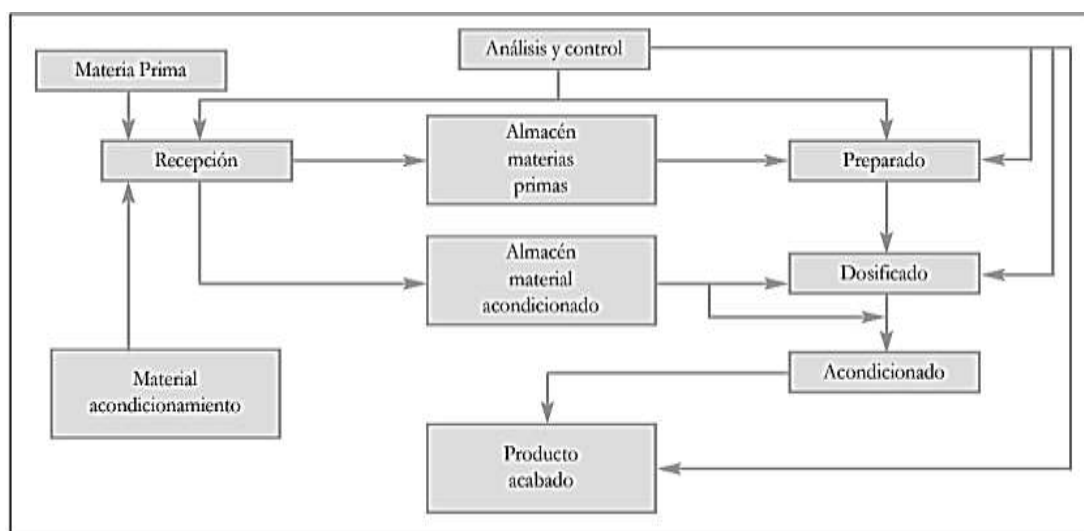 Análisis y control
Materia Prima
Recepción
Almacén
materias
primas
Preparado
Almacén
material
acondicionado
Dosificado
Material
acondicionamiento
Acondicionado
Producto
acabado